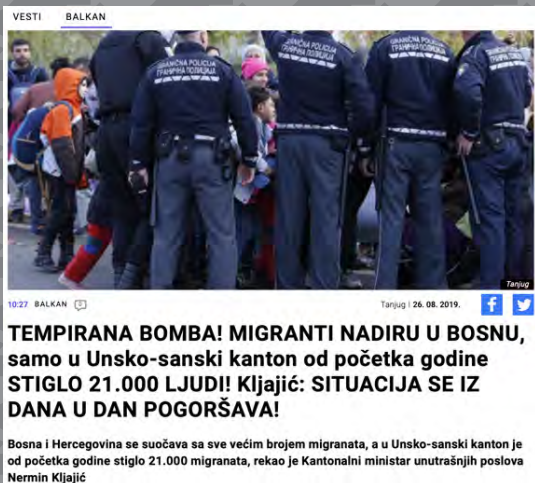 VESTI BALKAN
GRANIČNA POLICIJA
ГРАНИЧНА ПОЛИЦИЈА
GRANIČNA POLICIJA
ГРАНИЧНА ПОЛИЦИЈА
GRANIČNA POLICIJA
ГРАНИЧНА ПОЛИЦИЈА
Tanjug
10:27 BALKAN 0
Tanjug | 26. 08. 2019.
TEMPIRANA BOMBA! MIGRANTI NADIRU U BOSNU,
samo u Unsko-sanski kanton od početka godine
STIGLO 21.000 LJUDI! Kljajić: SITUACIJA SE IZ
DANA U DAN POGORŠAVA!
Bosna i Hercegovina se suočava sa sve većim brojem migranata, a u Unsko-sanski kanton je
od početka godine stiglo 21.000 migranata, rekao je Kantonalni ministar unutrašnjih poslova
Nermin Kljajić